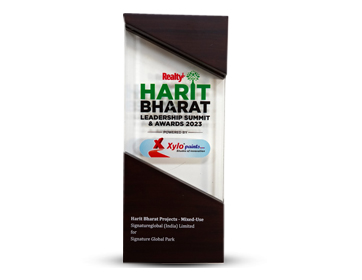 Realty+
HARIT
BHARAT
LEADERSHIP SUMMIT
& AWARDS 2023
POWERED BY
Xylo paints
Harit Bharat Projects - Mixed-Use
Signatureglobal (India) Limited
for
Signature Global Park